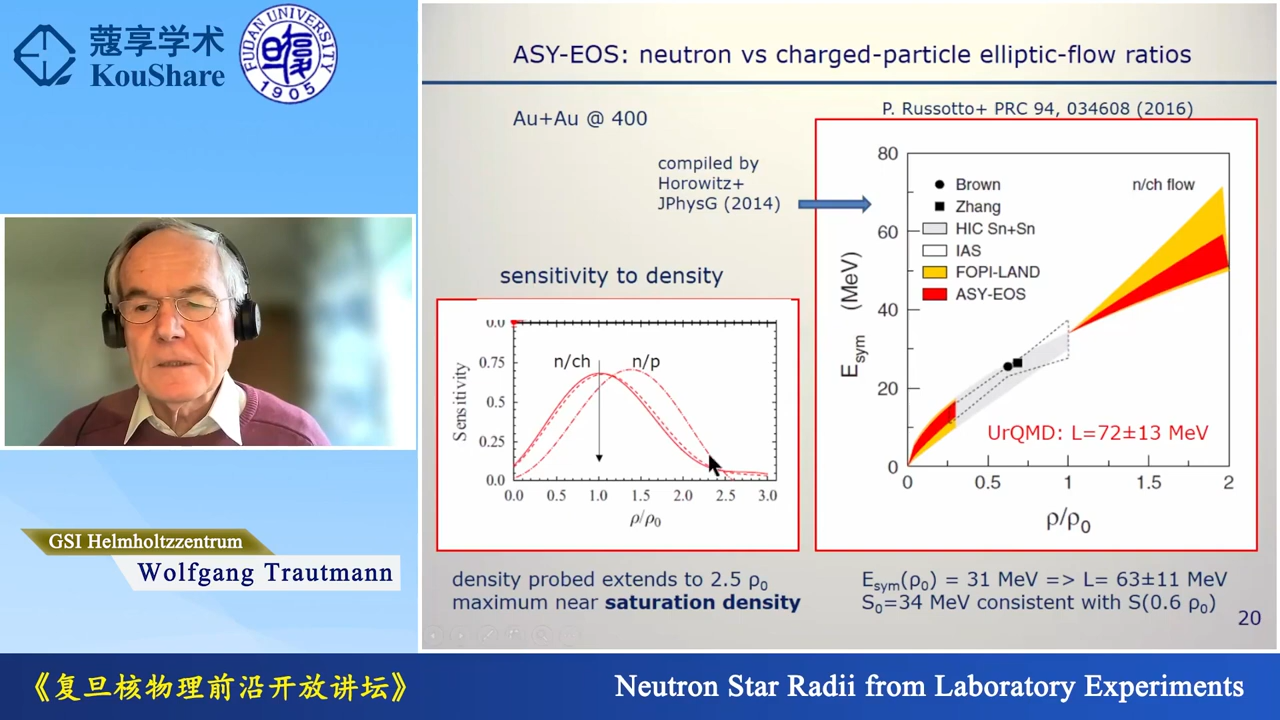 蔻享学术
KouShare
FUDAN UNIVERSITY
1905
GSI Helmholtzzentrum
Wolfgang Trautmann
ASY-EOS: neutron vs charged-particle elliptic-flow ratios
Au+Au @ 400
P. Russotto+ PRC 94, 034608 (2016)
compiled by
Horowitz+
JPhysG (2014)
sensitivity to density
0.0
n/ch
n/p
0.75
0.5
0.25
0.0
Sensitivity
0.0 0.5 1.0 1.5 2.0 2.5 3.0
ρ/ρ0
density probed extends to 2.5 ρ0
maximum near saturation density
80
60
40
20
0
Esym (MeV)
Brown
Zhang
HIC Sn+Sn
IAS
FOPI-LAND
ASY-EOS
n/ch flow
UrQMD: L=72±13 MeV
0 0.5 1 1.5 2
ρ/ρ0
Esym(ρ0) = 31 MeV => L= 63±11 MeV
S0=34 MeV consistent with S(0.6 ρ0)
20
《复旦核物理前沿开放讲坛》
Neutron Star Radii from Laboratory Experiments